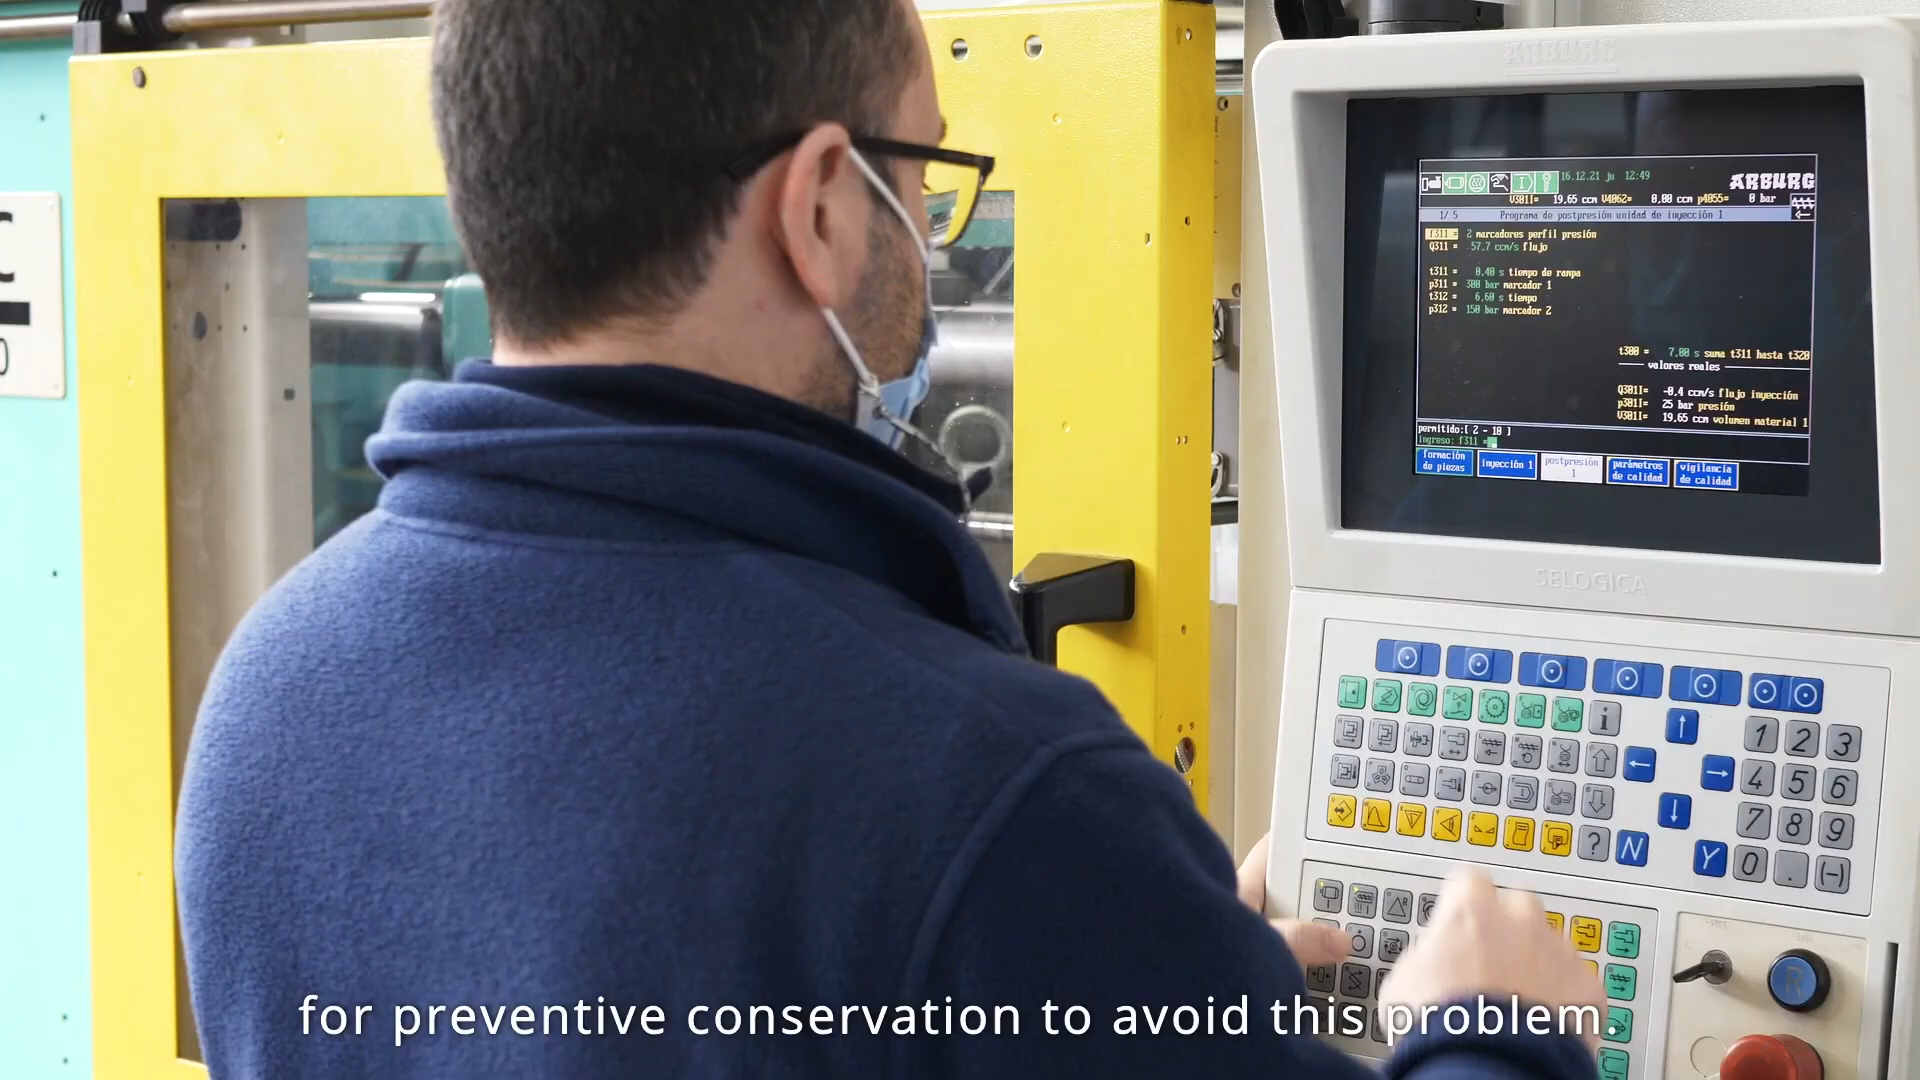 ARBURG
16.12.21 ju 12:49
ARBURG
V301I= 19,65 ccm V4062= 0,00 ccm p4055= 0 bar
1/ 5 Programa de postpresión unidad de inyección 1
f311 = 2 marcadores perfil presión
Q311 = 57,7 ccm/s flujo
t311 = 0,40 s tiempo de rampa
p311 = 300 bar marcador 1
t312 = 6,60 s tiempo
p312 = 150 bar marcador 2
t300 = 7,00 s suma t311 hasta t320
valores reales
Q301I= -0,4 ccm/s flujo inyección
p301I= 25 bar presión
V301I= 19,65 ccm volumen material 1
permitido:[ 2 - 10 ]
ingreso: f311 =
formación de piezas
inyección 1
postpresión 1
parámetros de calidad
vigilancia de calidad
SELOGICA
i
1 2 3
4 5 6
7 8 9
? N Y 0 . (-)
R
C
0
for preventive conservation to avoid this problem.